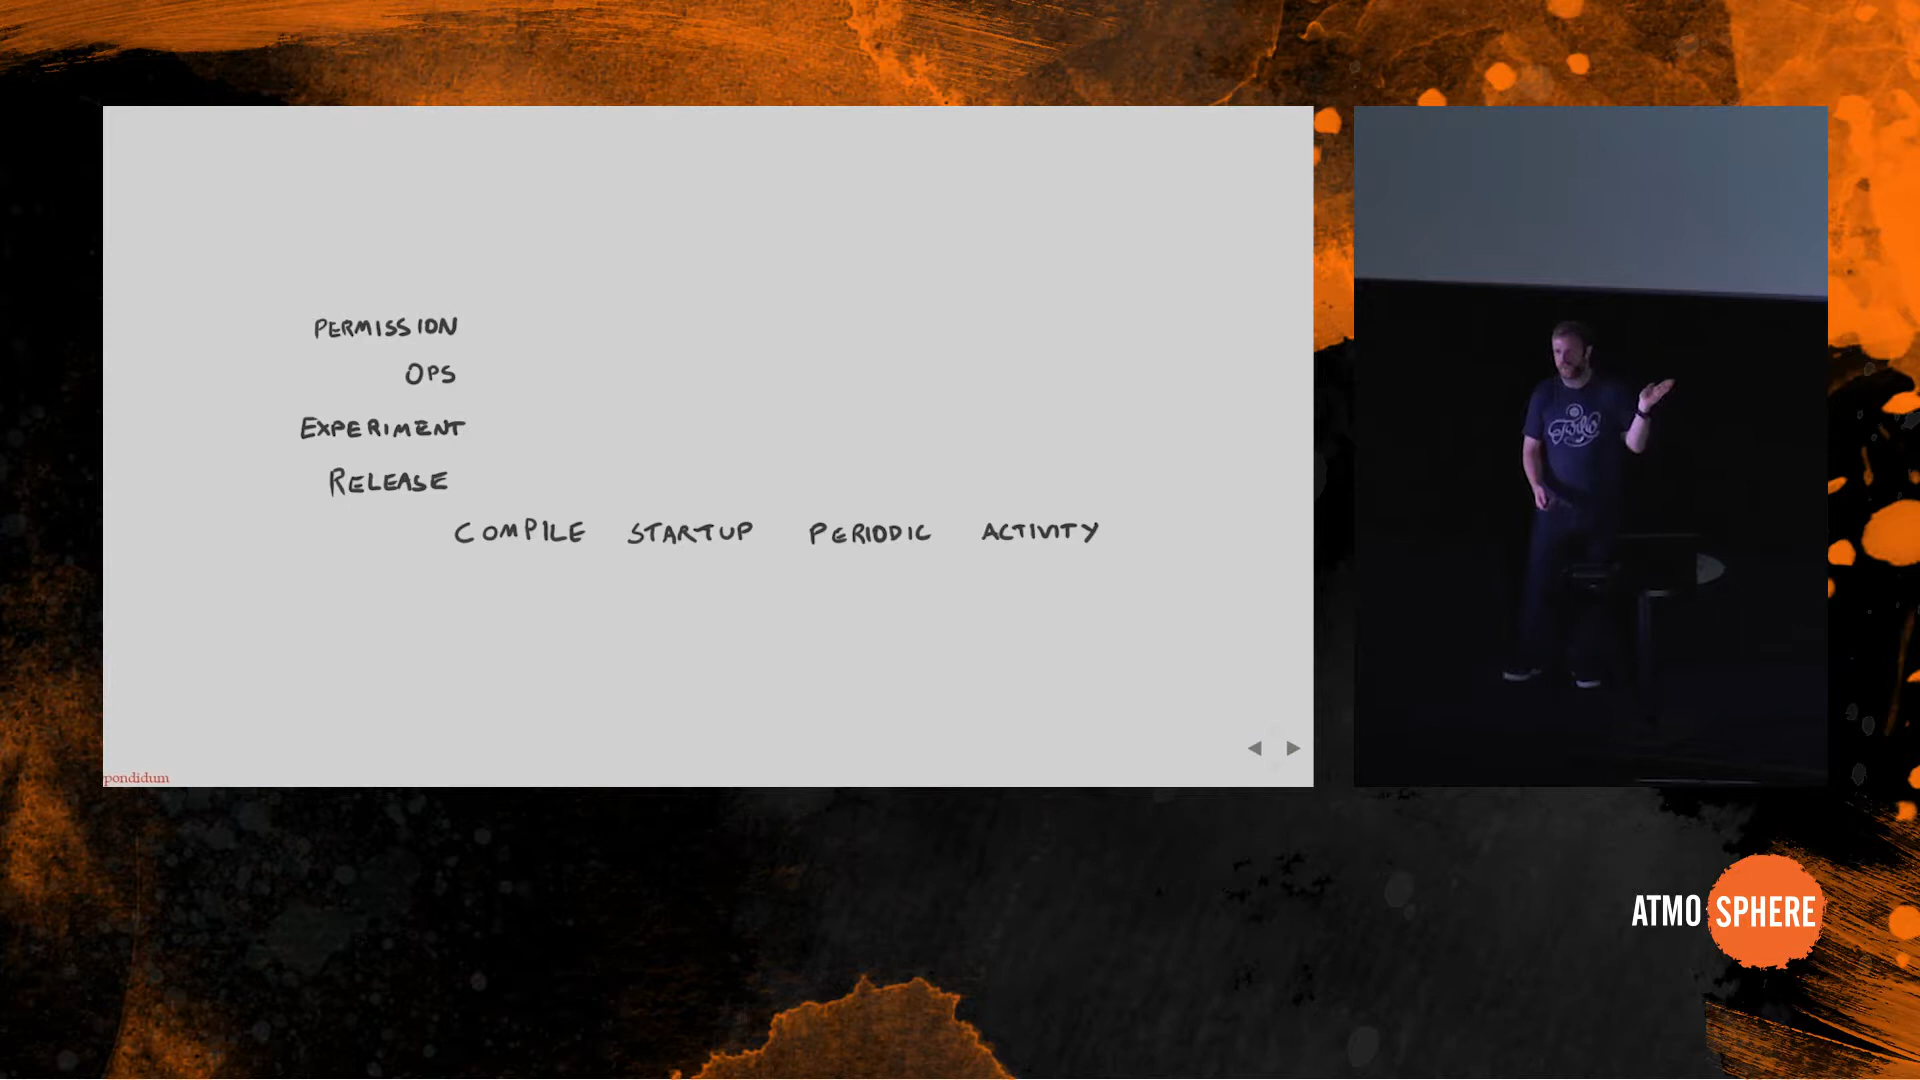 PERMISSION
OPS
EXPERIMENT
RELEASE
COMPILE STARTUP PERIODIC ACTIVITY
pondidum
ATMO SPHERE